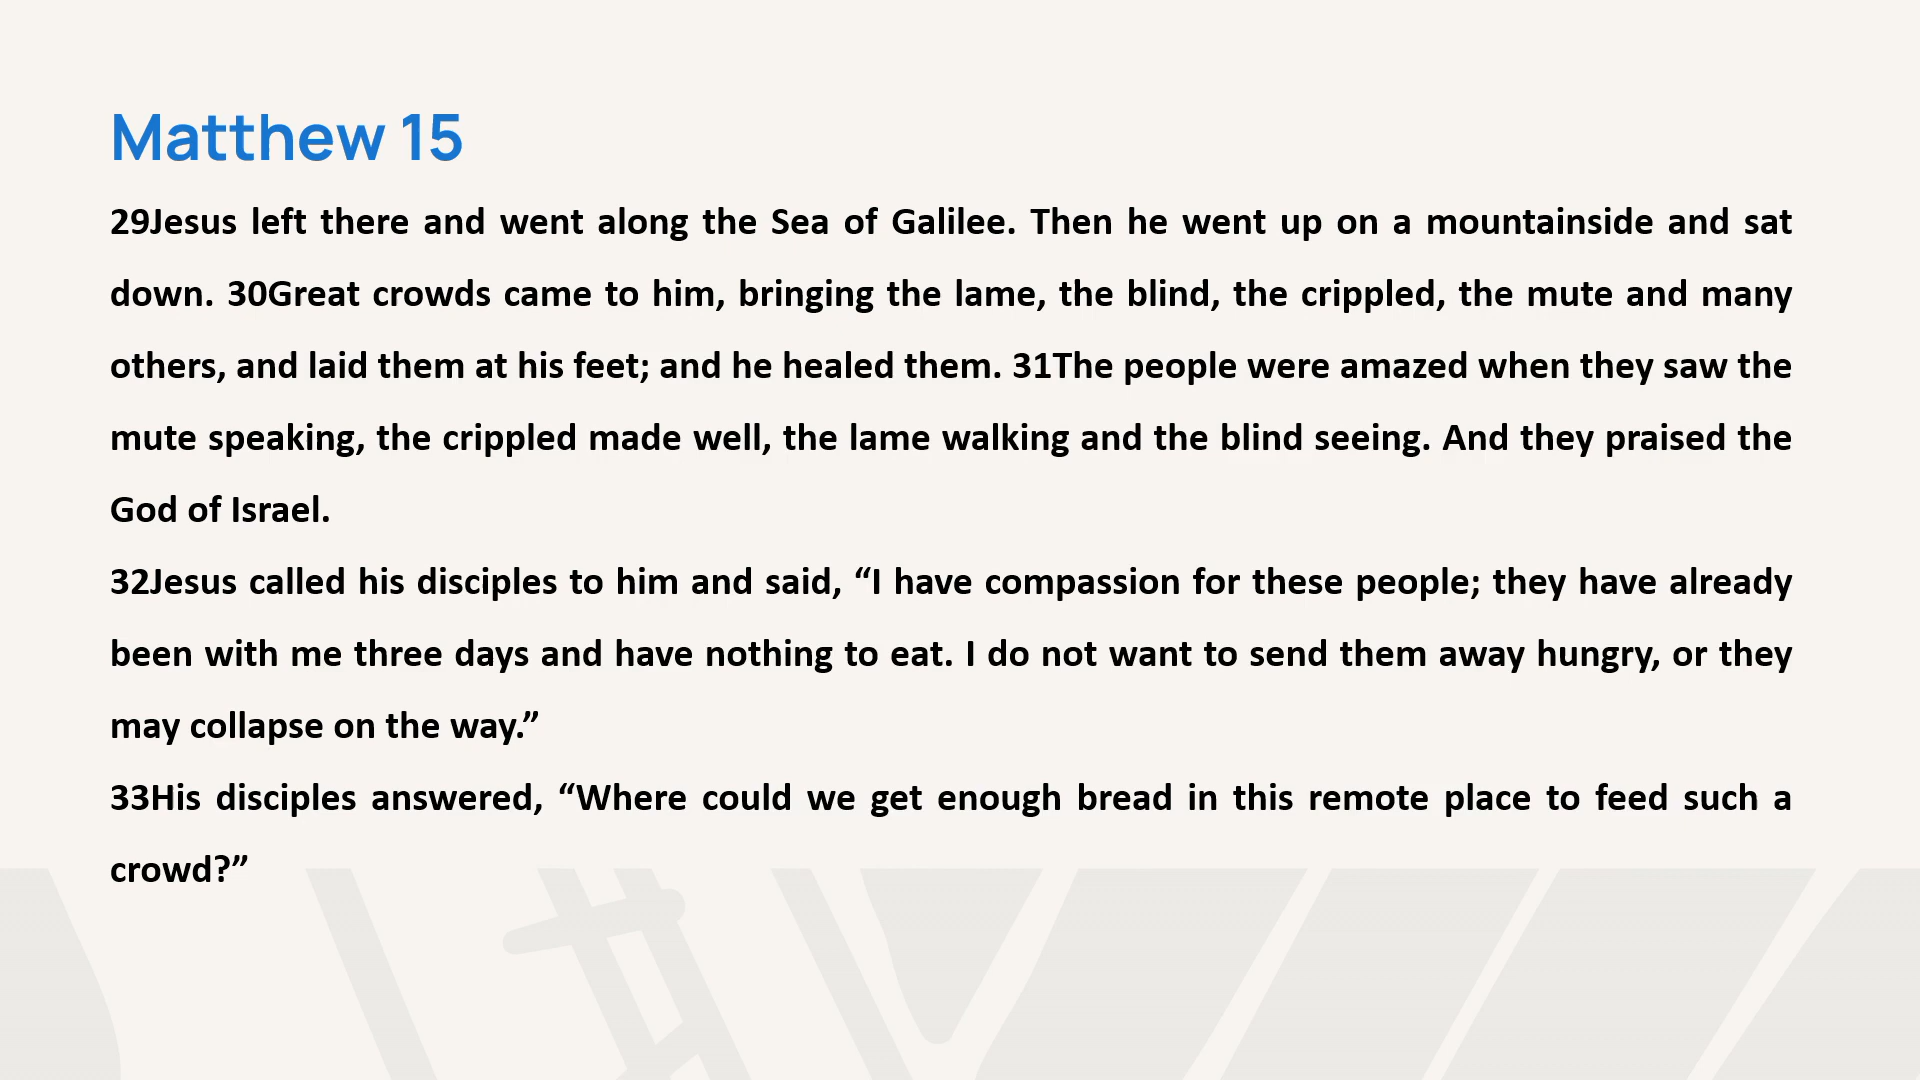 Matthew 15
29Jesus left there and went along the Sea of Galilee. Then he went up on a mountainside and sat
down. 30Great crowds came to him, bringing the lame, the blind, the crippled, the mute and many
others, and laid them at his feet; and he healed them. 31The people were amazed when they saw the
mute speaking, the crippled made well, the lame walking and the blind seeing. And they praised the
God of Israel.
32Jesus called his disciples to him and said, “I have compassion for these people; they have already
been with me three days and have nothing to eat. I do not want to send them away hungry, or they
may collapse on the way.”
33His disciples answered, “Where could we get enough bread in this remote place to feed such a
crowd?”